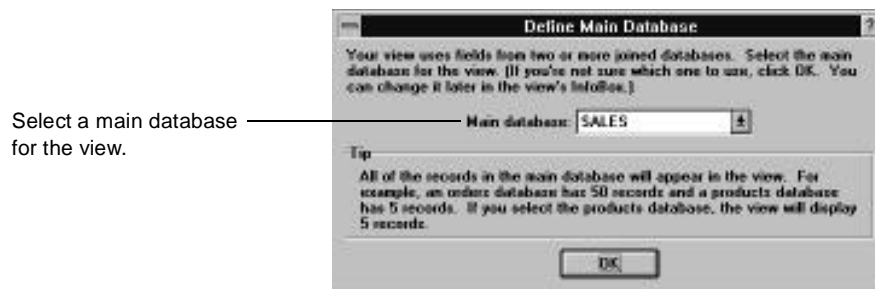 Define Main Database
?
Your view uses fields from two or more joined databases. Select the main
database for the view. (If you're not sure which one to use, click OK. You
can change it later in the view's InfoBox.)
Select a main database
for the view.
Main database: SALES
Tip
All of the records in the main database will appear in the view. For
example, an orders database has 50 records and a products database
has 5 records. If you select the products database, the view will display
5 records.
OK